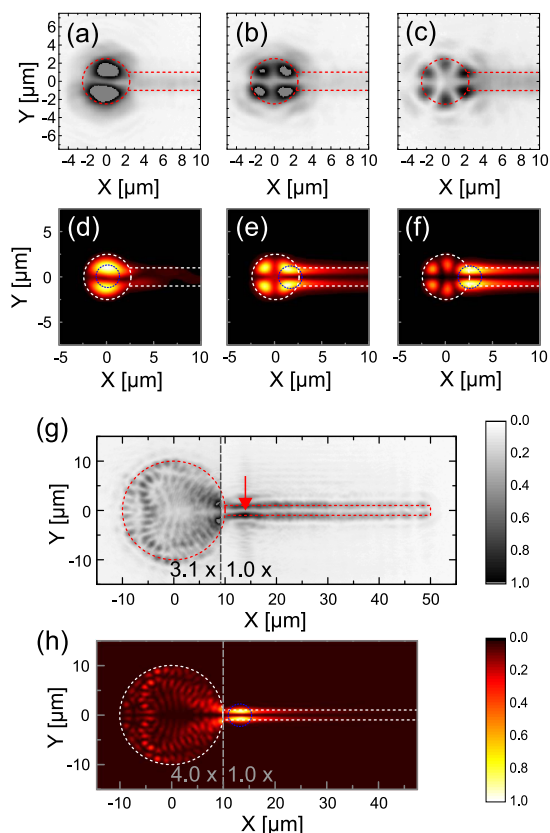 (a) (b) (c)
Y [µm]
6
4
2
0
-2
-4
-6
-4 -2 0 2 4 6 8 10 -4 -2 0 2 4 6 8 10 -4 -2 0 2 4 6 8 10
X [µm] X [µm] X [µm]
(d) (e) (f)
Y [µm]
5
0
-5
-5 0 5 10 -5 0 5 10 -5 0 5 10
X [µm] X [µm] X [µm]
(g)
Y [µm]
10
0
-10
3.1 x 1.0 x
-10 0 10 20 30 40 50
X [µm]
0.0
0.2
0.4
0.6
0.8
1.0
(h)
Y [µm]
10
0
-10
4.0 x 1.0 x
-10 0 10 20 30 40
X [µm]
0.0
0.2
0.4
0.6
0.8
1.0